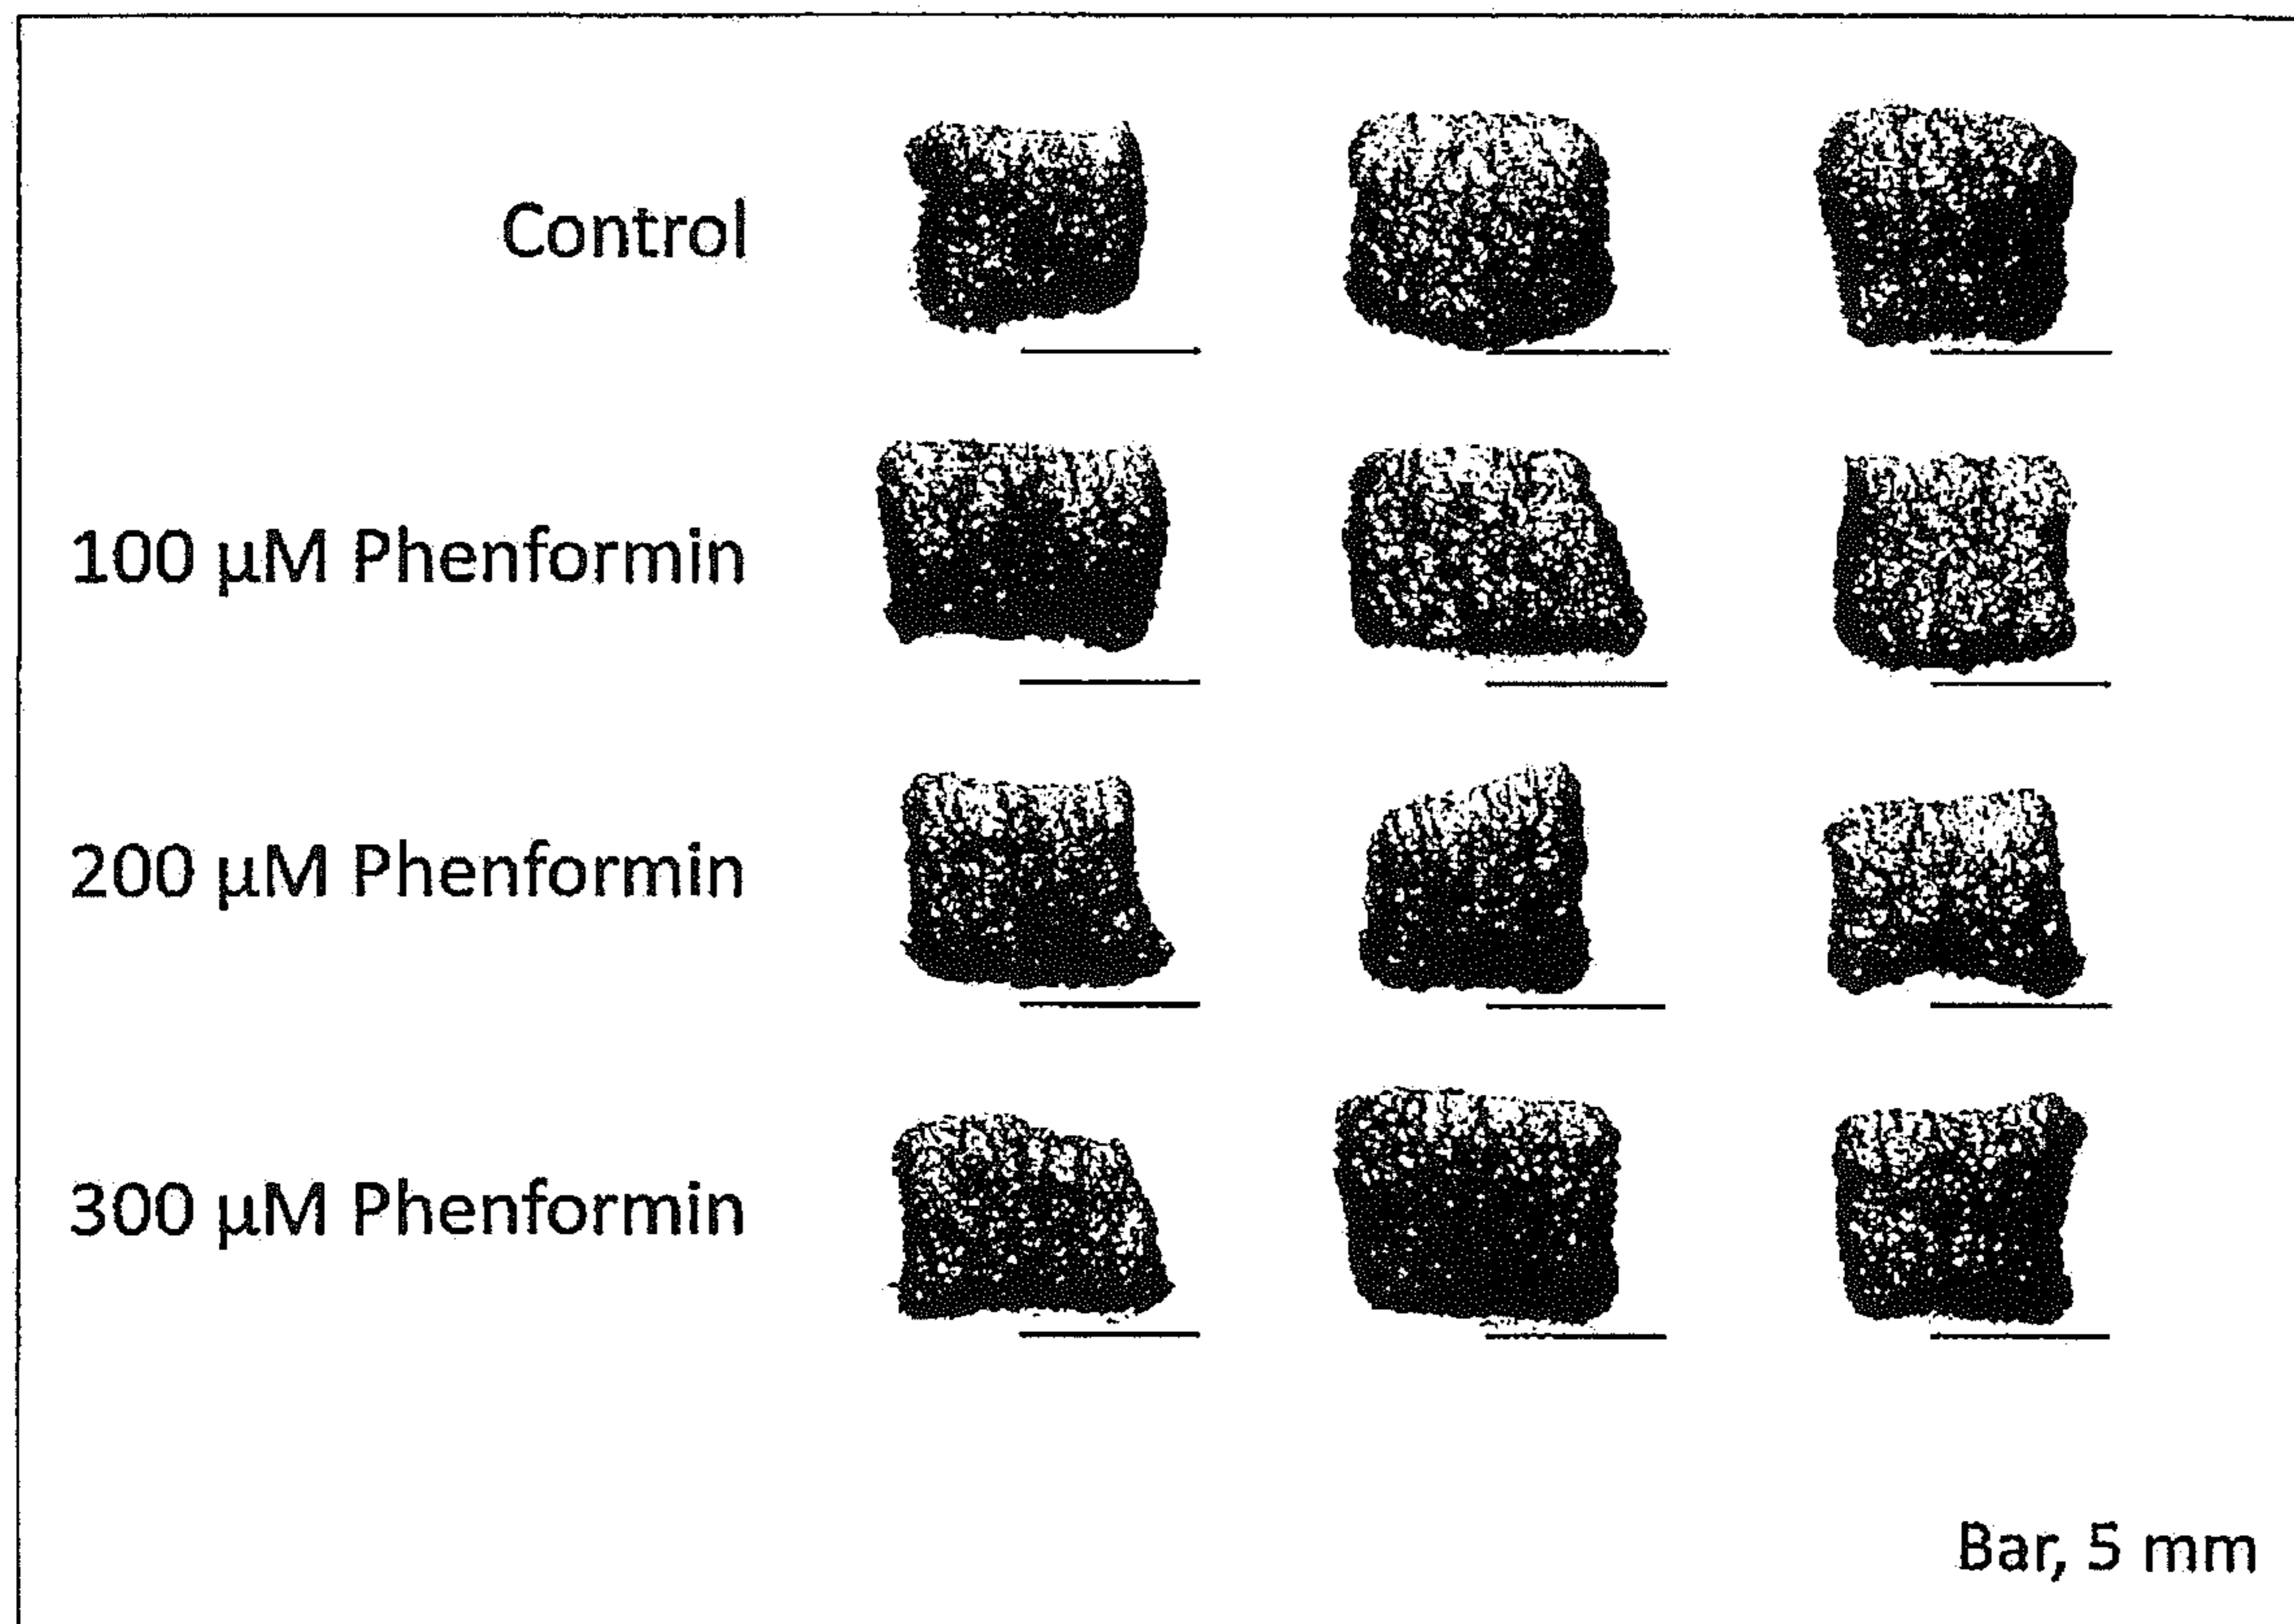 Control
100 µM Phenformin
200 µM Phenformin
300 µM Phenformin
Bar, 5 mm